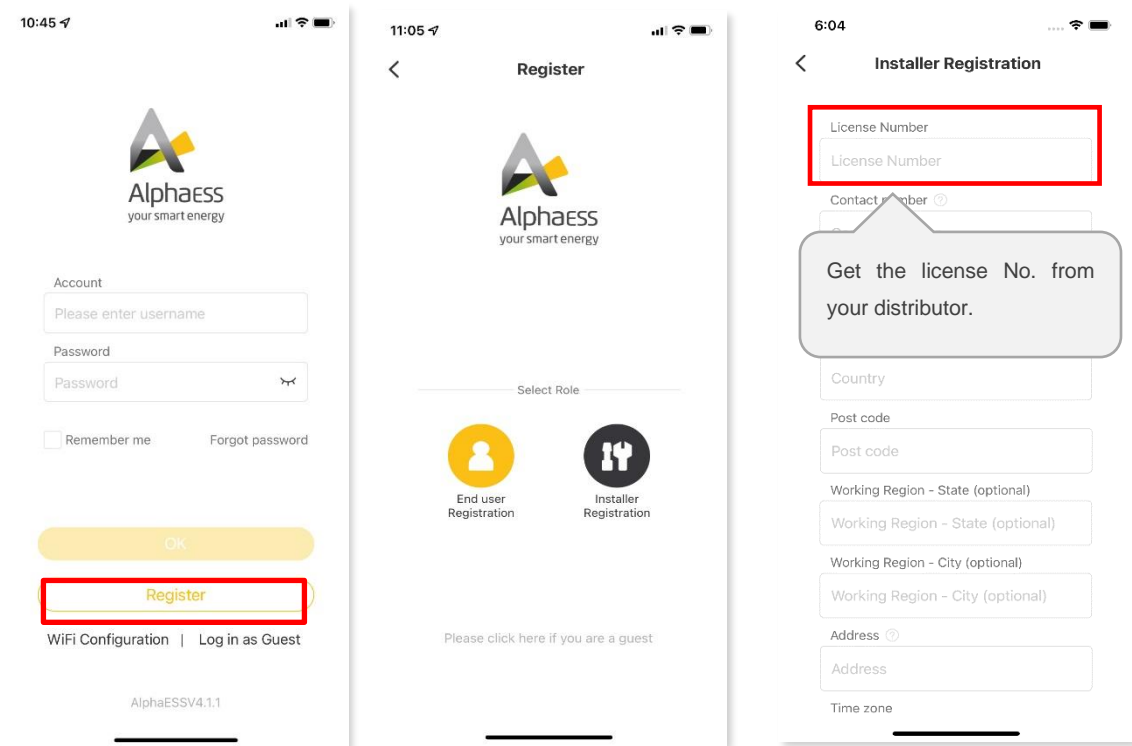 10:45
AlphaESS
your smart energy
Account
Please enter username
Password
Password
Remember me
Forgot password
OK
Register
WiFi Configuration | Log in as Guest
AlphaESSV4.1.1
11:05
Register
AlphaESS
your smart energy
Select Role
End user
Registration
Installer
Registration
Please click here if you are a guest
6:04
Installer Registration
License Number
License Number
Contact
Get the license No. from
your distributor.
Country
Post code
Post code
Working Region - State (optional)
Working Region - State (optional)
Working Region - City (optional)
Working Region - City (optional)
Address
Address
Time zone